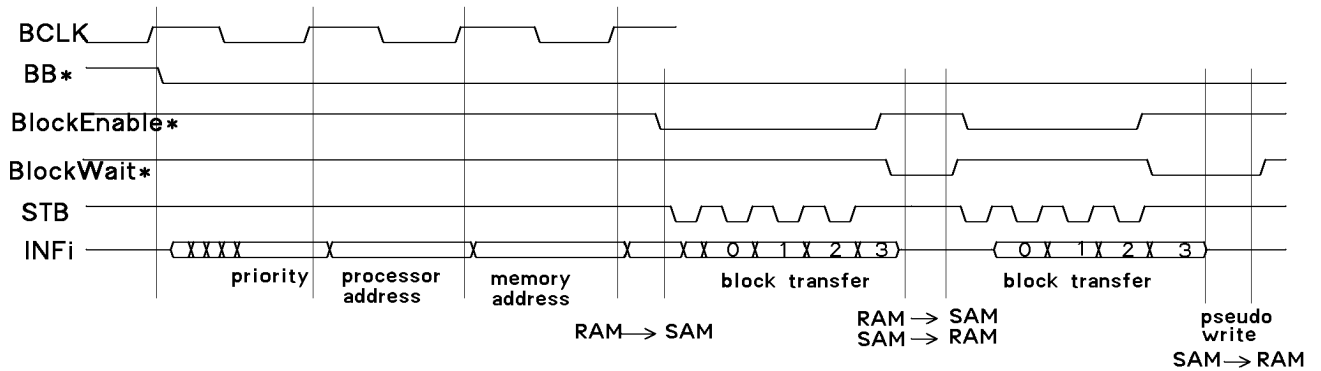 BCLK
BB*
BlockEnable*
BlockWait*
STB
INFi
0 1 2 3 0 1 2 3
priority
processor
address
memory
address
block transfer
block transfer
RAM → SAM
RAM → SAM
SAM → RAM
pseudo
write
SAM → RAM